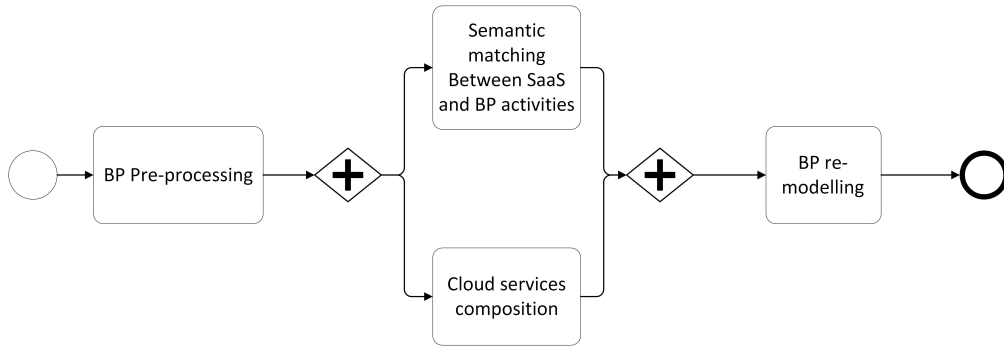 Semantic
matching
Between SaaS
and BP activities
BP Pre-processing
BP re-
modelling
Cloud services
composition